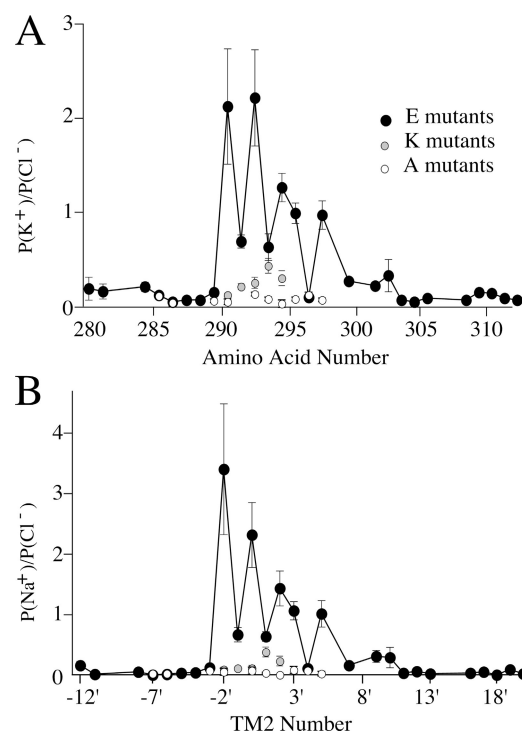 A
3
2
1
0
P(K⁺)/P(Cl⁻)
E mutants
K mutants
A mutants
280 285 290 295 300 305 310
Amino Acid Number
B
4
3
2
1
0
P(Na⁺)/P(Cl⁻)
-12' -7' -2' 3' 8' 13' 18'
TM2 Number